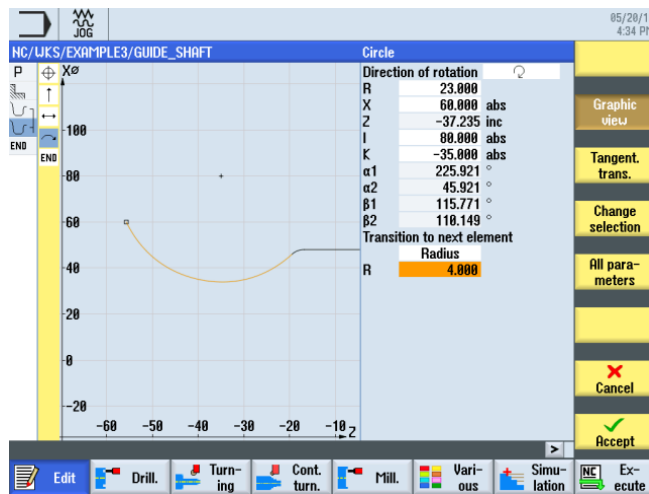 JOG
05/20/1
4:34 PM
NC/WKS/EXAMPLE3/GUIDE_SHAFT
Circle
P
END
END
XØ
100
80
60
40
20
0
-20
-60 -50 -40 -30 -20 -10 Z
Direction of rotation
R 23.000
X 60.000 abs
Z -37.235 inc
I 80.000 abs
K -35.000 abs
α1 225.921 °
α2 45.921 °
β1 115.771 °
β2 110.149 °
Transition to next element
Radius
R 4.000
Graphic
view
Tangent.
trans.
Change
selection
All para-
meters
Cancel
Accept
>
Edit
Drill.
Turn-
ing
Cont.
turn.
Mill.
Vari-
ous
Simu-
lation
NC
Ex-
ecute